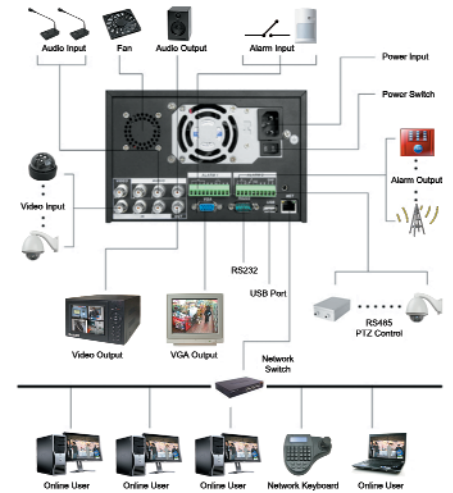 Audio Input
Fan
Audio Output
Alarm Input
Power Input
Power Switch
Alarm Output
Video Input
RS232
USB Port
RS485
PTZ Control
Video Output
VGA Output
Network
Switch
Online User
Online User
Online User
Network Keyboard
Online User